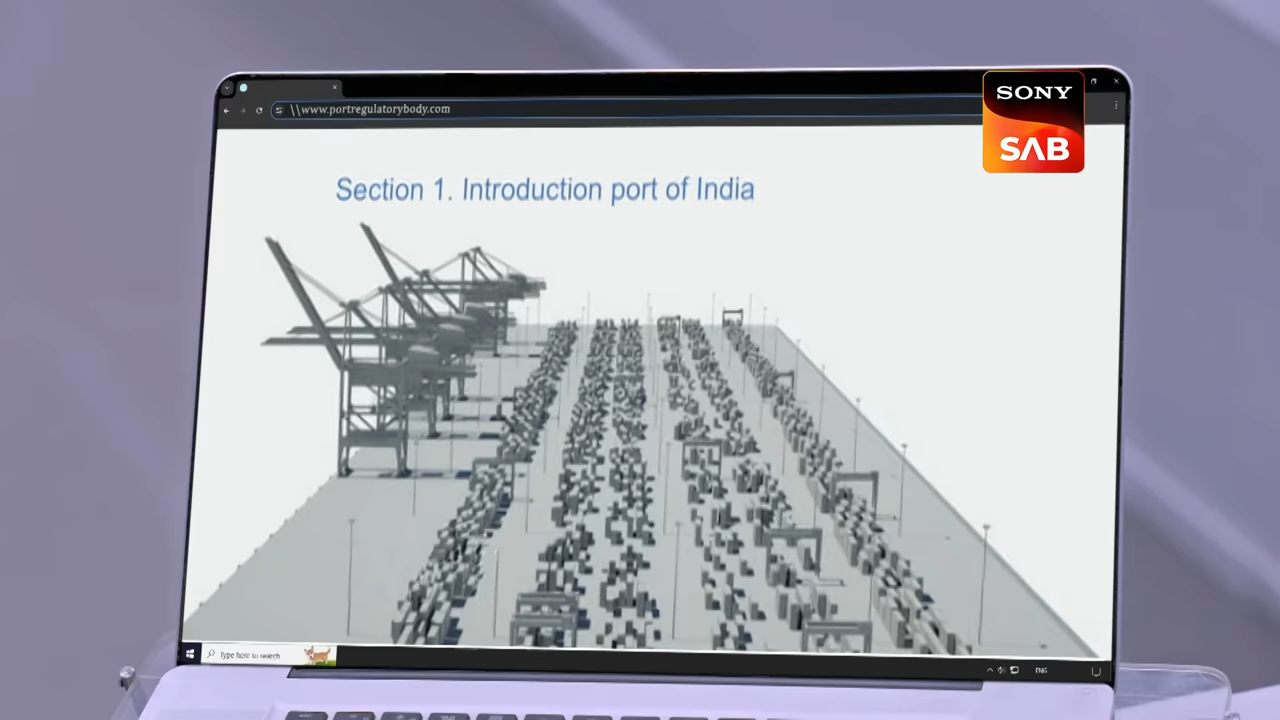 \\www.portregulatorybody.com
SONY
SAB
Section 1. Introduction port of India
Type here to search
ENG